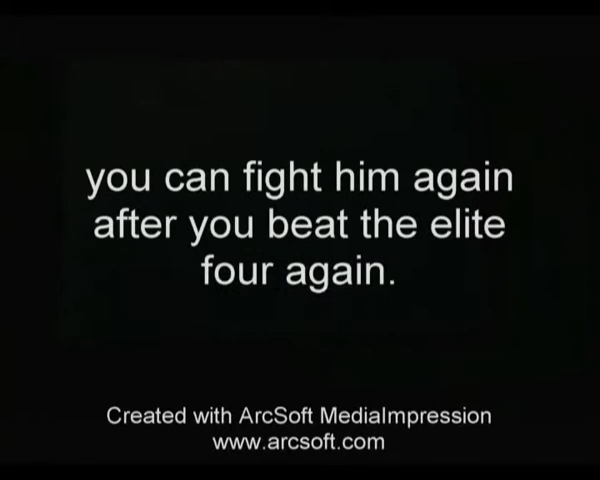 you can fight him again
after you beat the elite
four again.
Created with ArcSoft MediaImpression
www.arcsoft.com